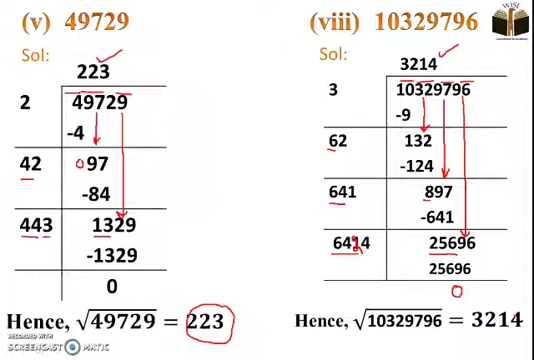 (v) 49729
Sol:
223
2 49729
-4
42 097
-84
443 1329
-1329
0
Hence, √49729 = 223
RECORDED WITH
SCREENCAST MATIC
(viii) 10329796
WISE
Sol:
3214
3 10329796
-9
62 132
-124
641 897
-641
6424 25696
25696
0
Hence, √10329796 = 3214